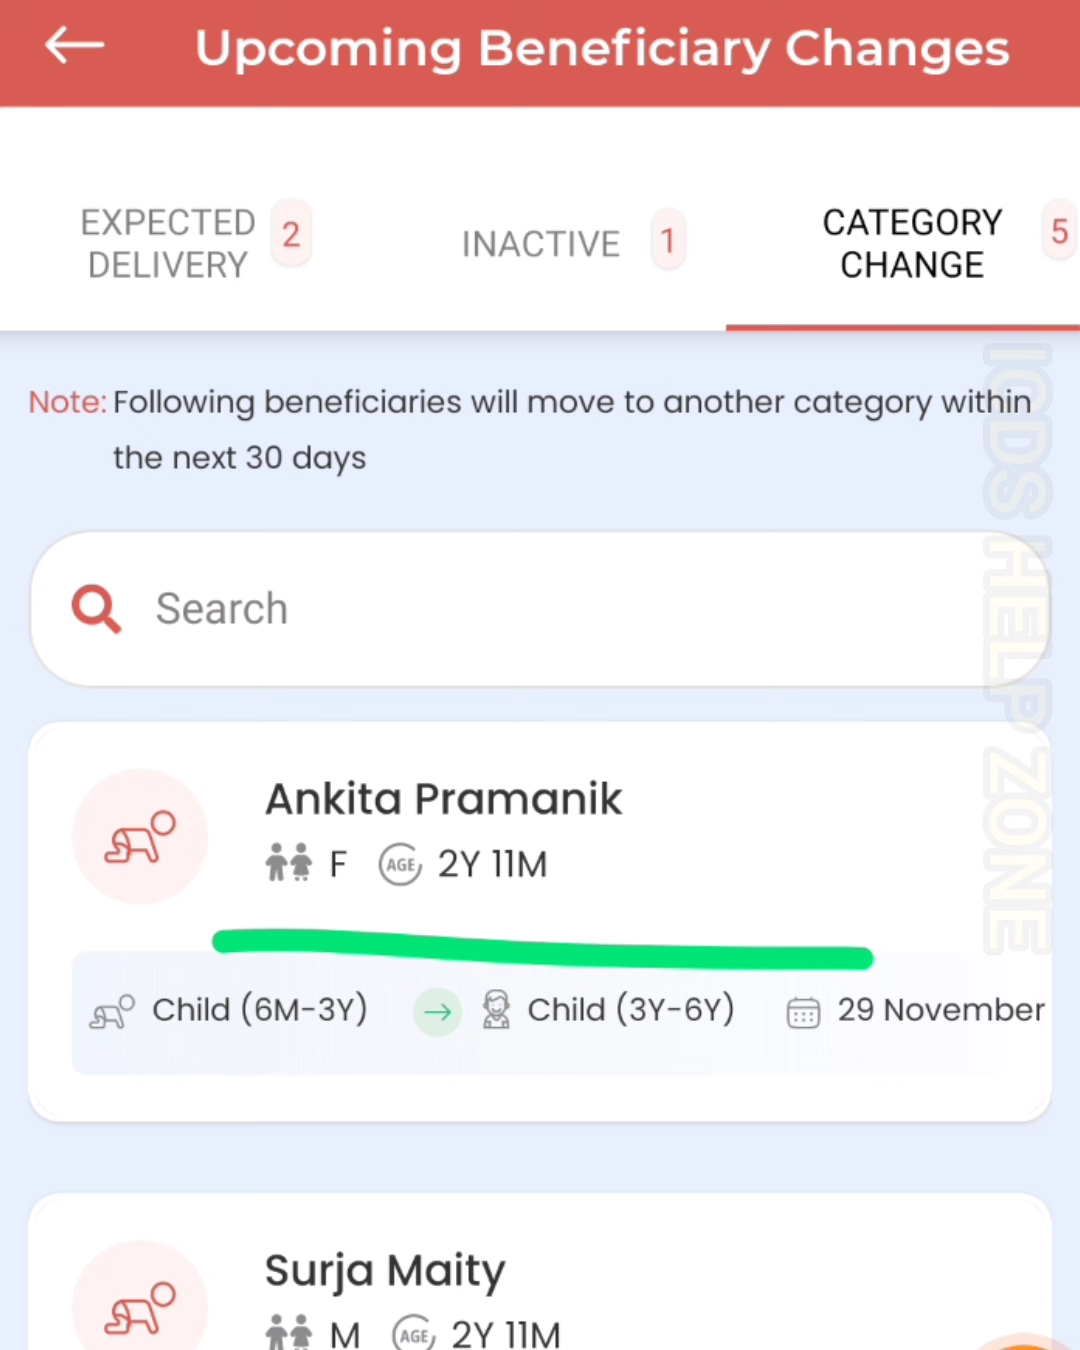 Upcoming Beneficiary Changes
EXPECTED
DELIVERY
2
INACTIVE
1
CATEGORY
CHANGE
5
Note: Following beneficiaries will move to another category within
the next 30 days
Search
Ankita Pramanik
F
AGE
2Y 11M
Child (6M-3Y)
Child (3Y-6Y)
29 November
Surja Maity
M
AGE
2Y 11M
ICDS HELP ZONE